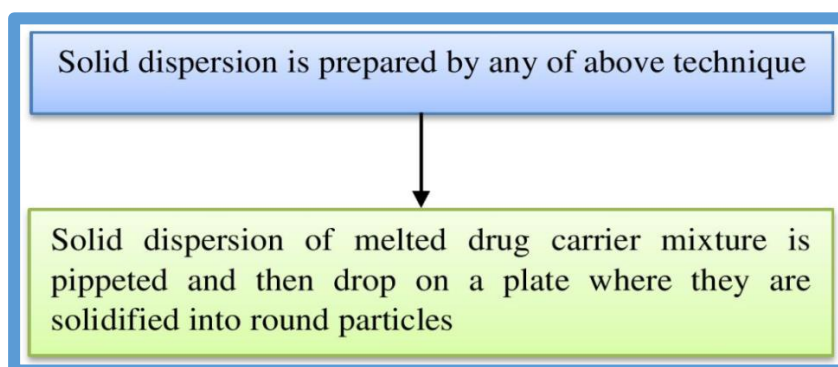 Solid dispersion is prepared by any of above technique
Solid dispersion of melted drug carrier mixture is
pippeted and then drop on a plate where they are
solidified into round particles